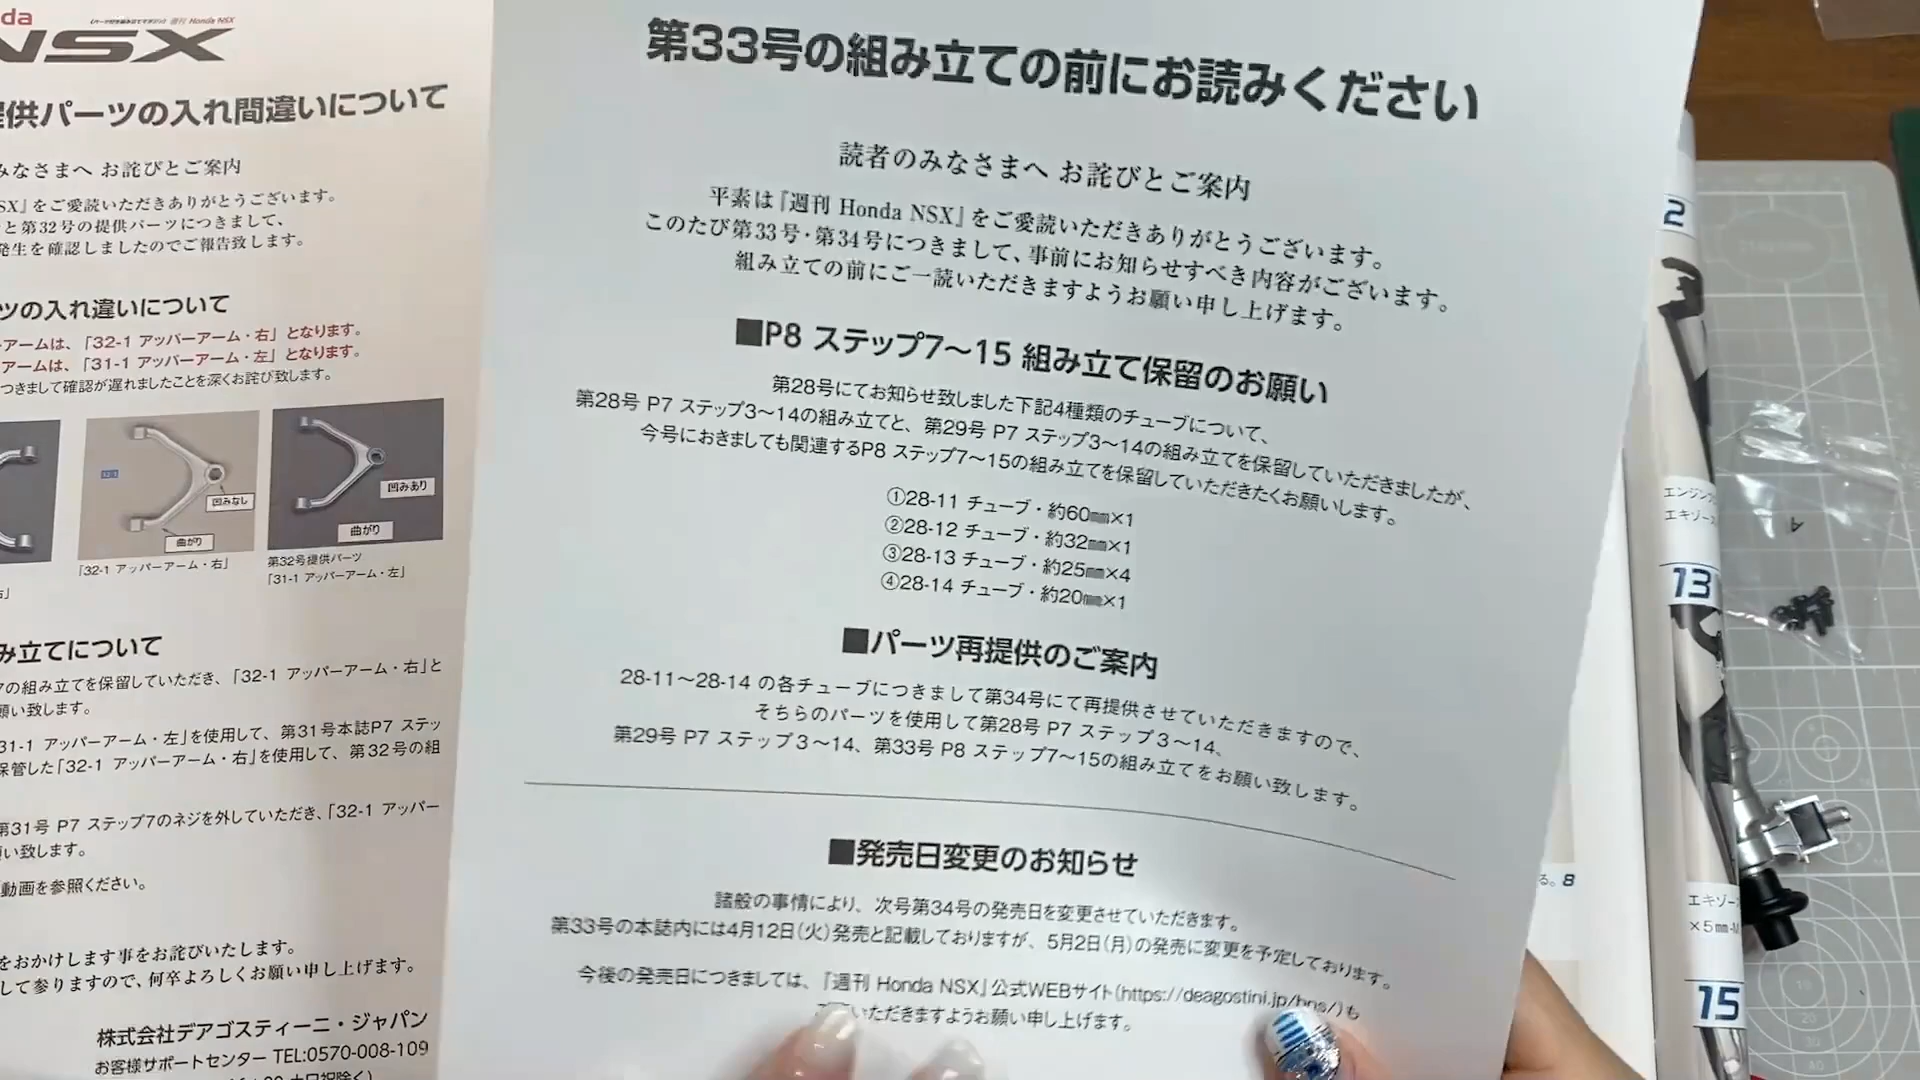 da
《パーツ付き組み立てマガジン》 週刊 Honda NSX
NSX
供パーツの入れ間違いについて
みなさまへ お詫びとご案内
SX』をご愛読いただきありがとうございます。
と第32号の提供パーツにつきまして、
発生を確認しましたのでご報告致します。
ツの入れ違いについて
アームは、「32-1 アッパーアーム・右」となります。
アームは、「31-1 アッパーアーム・左」となります。
つきまして確認が遅れましたことを深くお詫び致します。
32-1
凹みなし
曲がり
凹みあり
曲がり
「32-1 アッパーアーム・右」
第32号提供パーツ
「31-1 アッパーアーム・左」
み立てについて
の組み立てを保留していただき、「32-1 アッパーアーム・右」と
願い致します。
31-1 アッパーアーム・左」を使用して、第31号本誌P7 ステッ
保管した「32-1 アッパーアーム・右」を使用して、第32号の組
第31号 P7 ステップ7のネジを外していただき、「32-1 アッパー
い致します。
動画を参照ください。
をおかけします事をお詫びいたします。
して参りますので、何卒よろしくお願い申し上げます。
株式会社デアゴスティーニ・ジャパン
お客様サポートセンター TEL:0570-008-109
土日祝除く)
第33号の組み立ての前にお読みください
読者のみなさまへ お詫びとご案内
平素は『週刊 Honda NSX』をご愛読いただきありがとうございます。
このたび第33号・第34号につきまして、事前にお知らせすべき内容がございます。
組み立ての前にご一読いただきますようお願い申し上げます。
■P8 ステップ7〜15 組み立て保留のお願い
第28号にてお知らせ致しました下記4種類のチューブについて、
第28号 P7 ステップ3〜14の組み立てと、第29号 P7 ステップ3〜14の組み立てを保留していただきましたが、
今号におきましても関連するP8 ステップ7〜15の組み立てを保留していただきたくお願いします。
①28-11 チューブ・約60㎜×1
②28-12 チューブ・約32㎜×1
③28-13 チューブ・約25㎜×4
④28-14 チューブ・約20㎜×1
■パーツ再提供のご案内
28-11〜28-14 の各チューブにつきまして第34号にて再提供させていただきますので、
そちらのパーツを使用して第28号 P7 ステップ3〜14、
第29号 P7 ステップ3〜14、第33号 P8 ステップ7〜15の組み立てをお願い致します。
■発売日変更のお知らせ
諸般の事情により、次号第34号の発売日を変更させていただきます。
第33号の本誌内には4月12日(火)発売と記載しておりますが、5月2日(月)の発売に変更を予定しております。
今後の発売日につきましては、『週刊 Honda NSX』公式WEBサイト(https://deagostini.jp/hns/)も
いただきますようお願い申し上げます。
2
エンジン
エキゾー
13
る。8
エキゾー
×5㎜
15